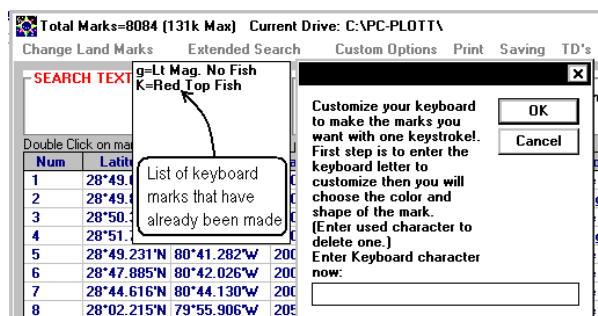 Total Marks=8084 (131k Max) Current Drive: C:\PC-PLOTT\
Change Land Marks Extended Search Custom Options Print Saving TD's
SEARCH TEXT
g=Lt Mag. No Fish
K=Red Top Fish
List of keyboard
marks that have
already been made
Double Click on
Num
1 28°49.
2 28°49.
3 28°50.
4 28°51.
5 28°49.231'N 80°41.282'W 200
6 28°47.885'N 80°42.026'W 200
7 28°44.616'N 80°44.130'W 200
8 28°02.215'N 79°55.906'W 205
Customize your keyboard
to make the marks you
want with one keystroke!.
First step is to enter the
keyboard letter to
customize then you will
choose the color and
shape of the mark.
(Enter used character to
delete one.)
Enter Keyboard character
now:
OK
Cancel